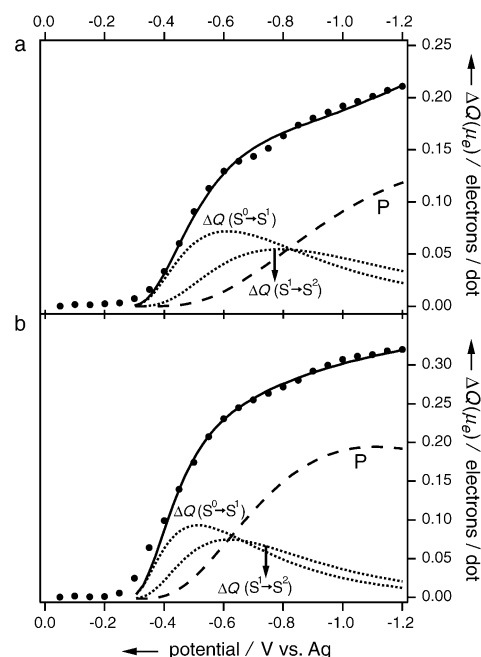 0.0 -0.2 -0.4 -0.6 -0.8 -1.0 -1.2
a
0.25
0.20
0.15
0.10
0.05
0.00
ΔQ(μe) / electrons / dot
ΔQ (S⁰→S¹)
P
ΔQ (S¹→S²)
b
0.30
0.25
0.20
0.15
0.10
0.05
0.00
ΔQ(μe) / electrons / dot
P
ΔQ (S⁰→S¹)
ΔQ (S¹→S²)
0.0 -0.2 -0.4 -0.6 -0.8 -1.0 -1.2
← potential / V vs. Ag